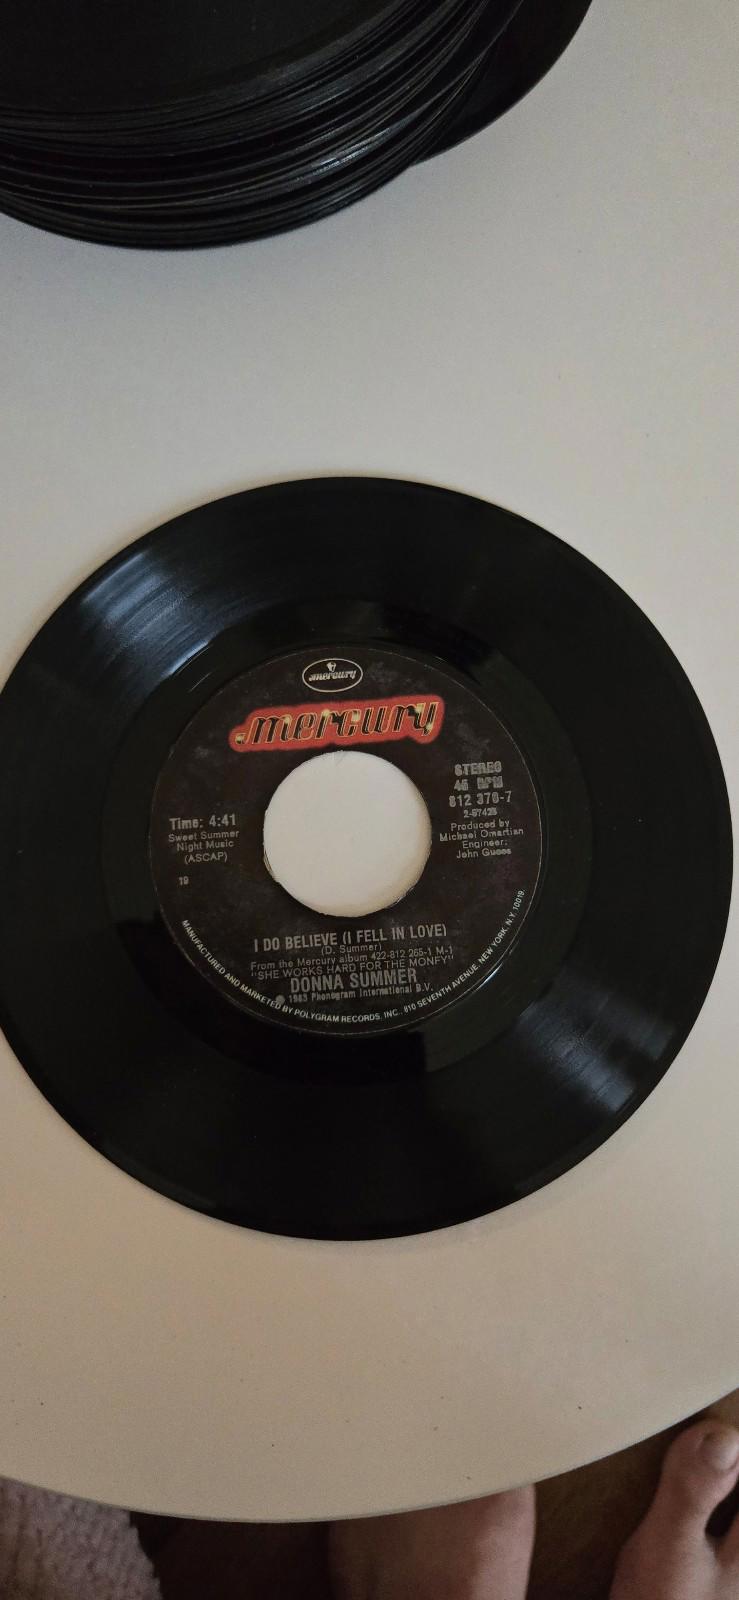 mercury
mercury
STEREO
45 RPM
812 370-7
2-57423
Produced by
Michael Omartian
Engineer:
John Guess
Time: 4:41
Sweet Summer
Night Music
(ASCAP)
19
I DO BELIEVE (I FELL IN LOVE)
(D. Summer)
From the Mercury album 422-812 265-1 M-1
"SHE WORKS HARD FOR THE MONEY"
DONNA SUMMER
℗ 1983 Phonogram International B.V.
MANUFACTURED AND MARKETED BY POLYGRAM RECORDS, INC., 810 SEVENTH AVENUE, NEW YORK, N.Y. 10019.